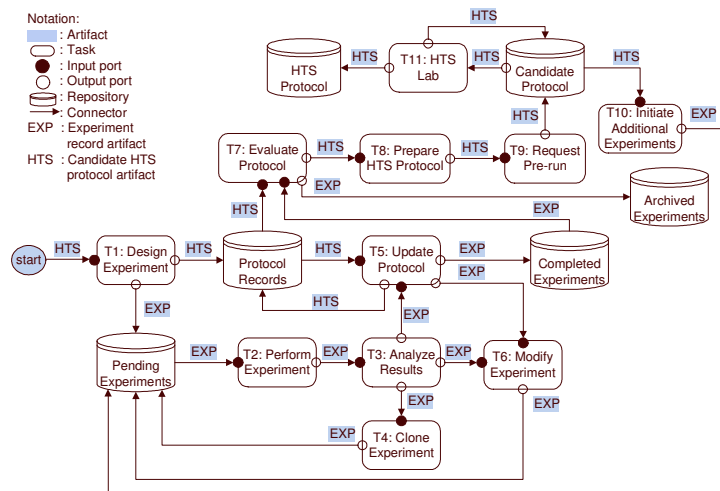 Notation:
: Artifact
: Task
: Input port
: Output port
: Repository
: Connector
EXP : Experiment
record artifact
HTS : Candidate HTS
protocol artifact
HTS
HTS
Protocol
HTS
T11: HTS
Lab
HTS
Candidate
Protocol
HTS
T10: Initiate
Additional
Experiments
EXP
HTS
T7: Evaluate
Protocol
HTS
T8: Prepare
HTS Protocol
HTS
T9: Request
Pre-run
EXP
Archived
Experiments
HTS
EXP
start
HTS
T1: Design
Experiment
HTS
Protocol
Records
HTS
T5: Update
Protocol
EXP
EXP
Completed
Experiments
HTS
EXP
EXP
Pending
Experiments
EXP
T2: Perform
Experiment
EXP
T3: Analyze
Results
EXP
T6: Modify
Experiment
EXP
EXP
EXP
T4: Clone
Experiment